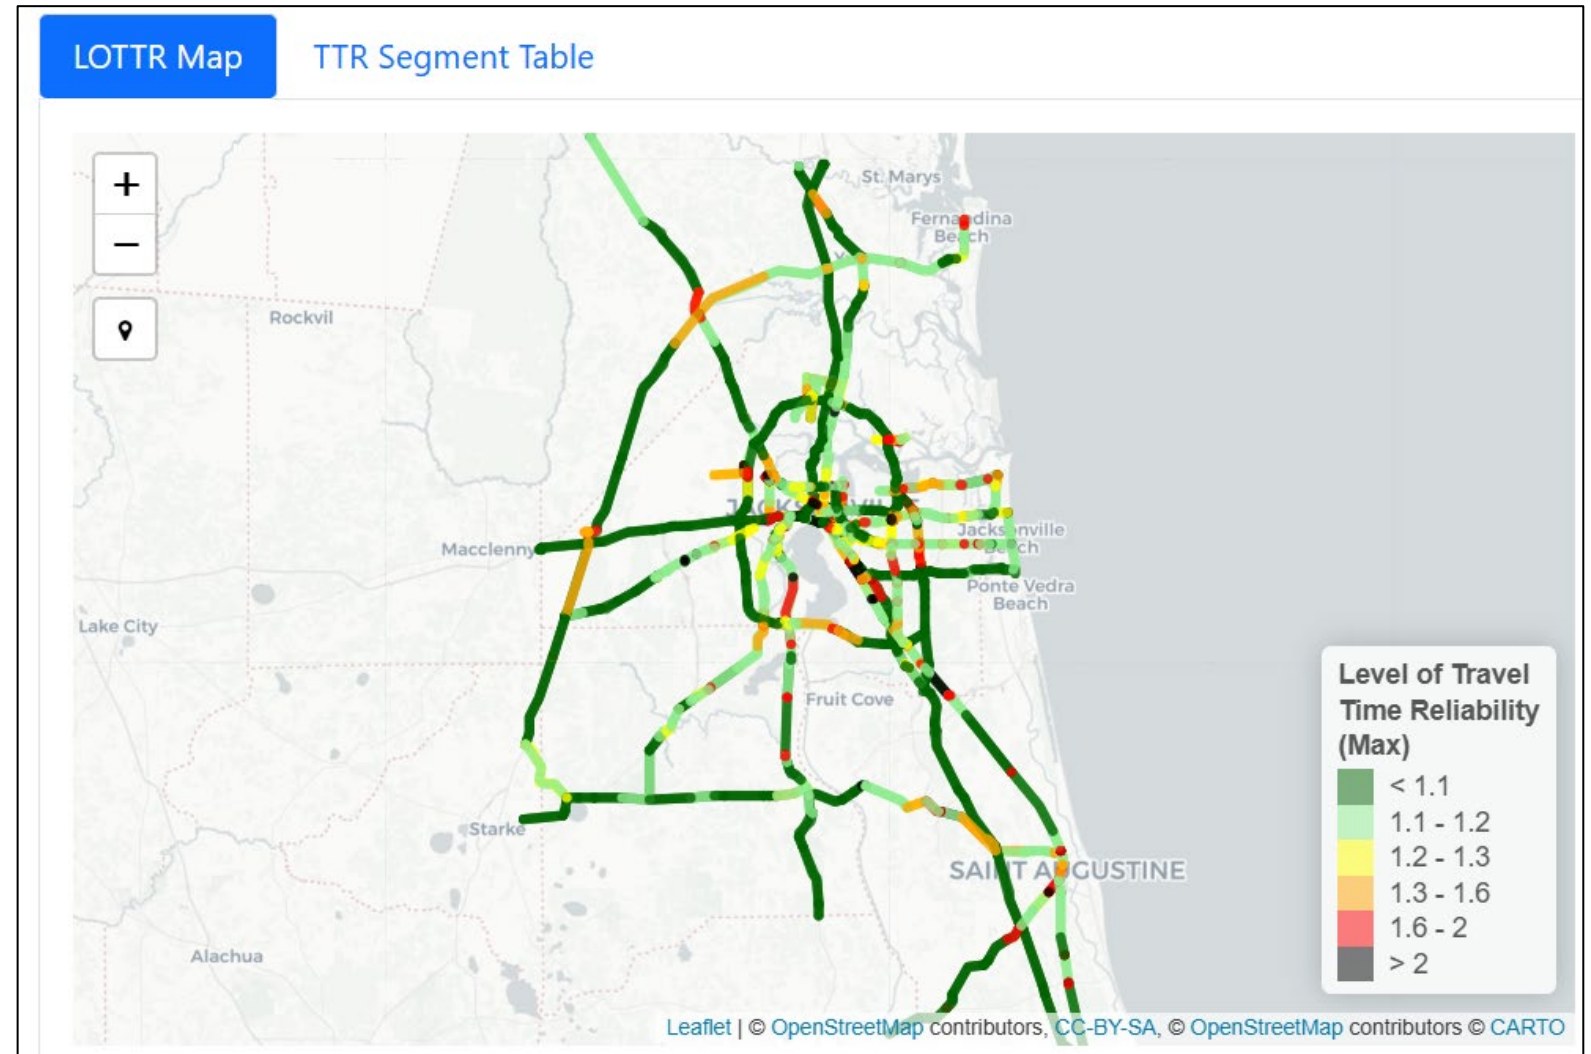 LOTTR Map
TTR Segment Table
+
−
St. Marys
Fernandina
Beach
Rockvil
JACKSONVILLE
Jacksonville
Beach
Macclenny
Ponte Vedra
Beach
Lake City
Fruit Cove
Level of Travel
Time Reliability
(Max)
< 1.1
1.1 - 1.2
1.2 - 1.3
1.3 - 1.6
1.6 - 2
> 2
Starke
SAINT AUGUSTINE
Alachua
Leaflet | © OpenStreetMap contributors, CC-BY-SA, © OpenStreetMap contributors © CARTO